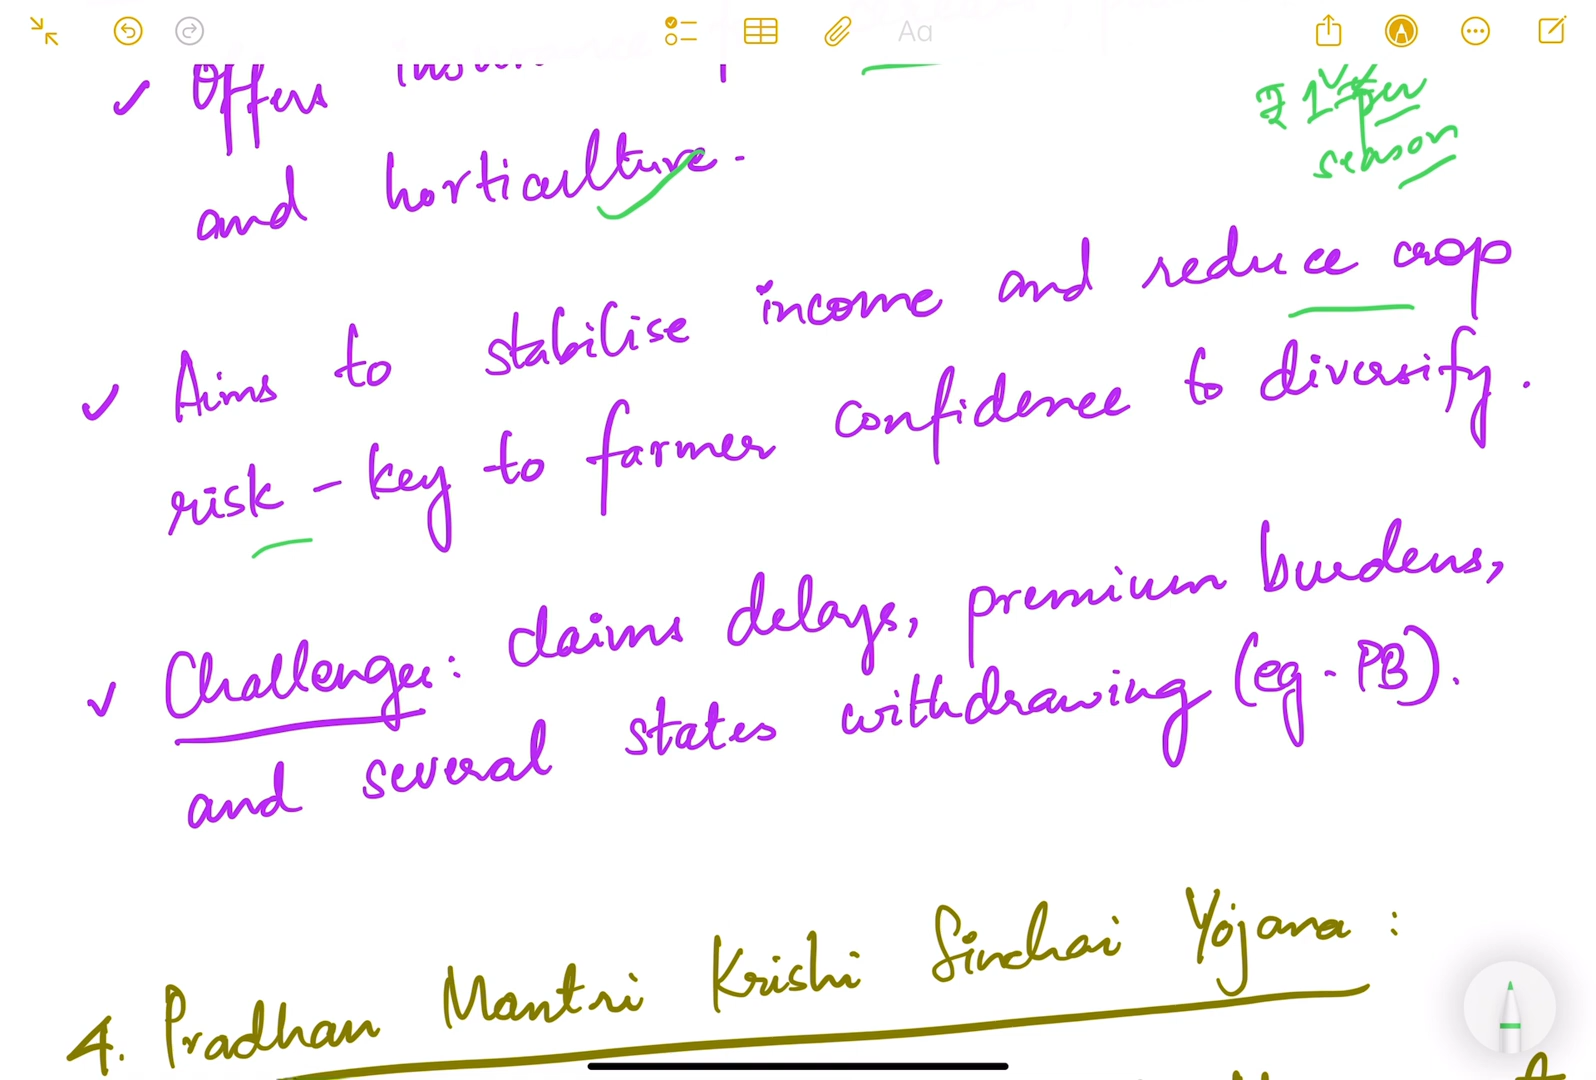 ✓ Offers
₹ 1 per
season
and horticulture.
✓ Aims to stabilise income and reduce crop
risk - key to farmer confidence to diversify.
✓ Challenges: claims delays, premium burdens,
and several states withdrawing (eg. PB).
4. Pradhan Mantri Krishi Sinchai Yojana :
Aa